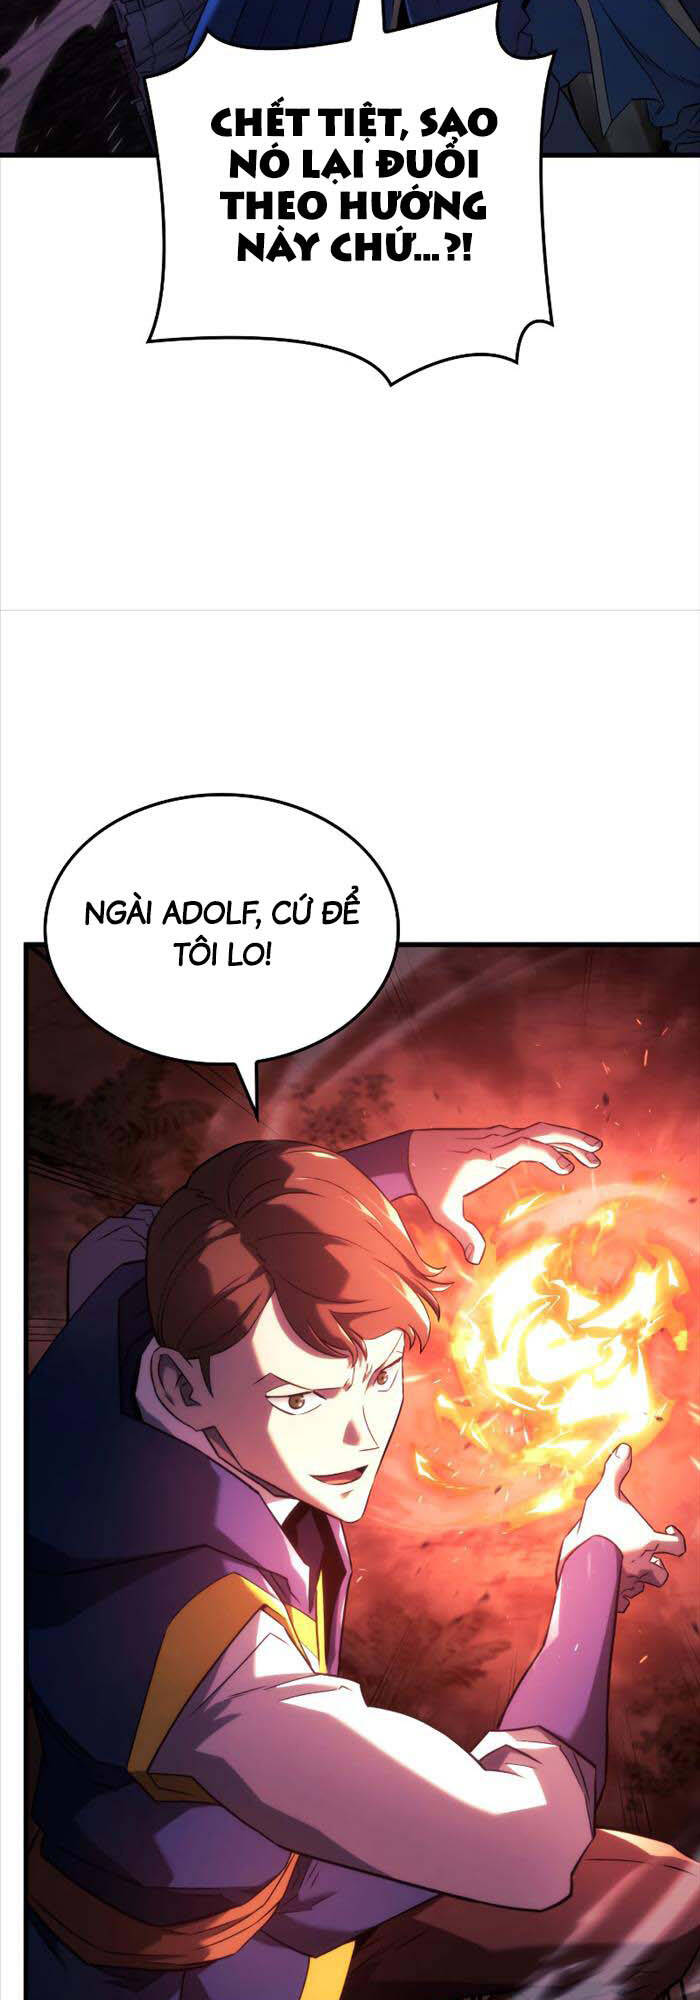 CHẾT TIỆT, SAO
NÓ LẠI ĐUỔI
THEO HƯỚNG
NÀY CHỨ...?!
NGÀI ADOLF, CỨ ĐỂ
TÔI LO!